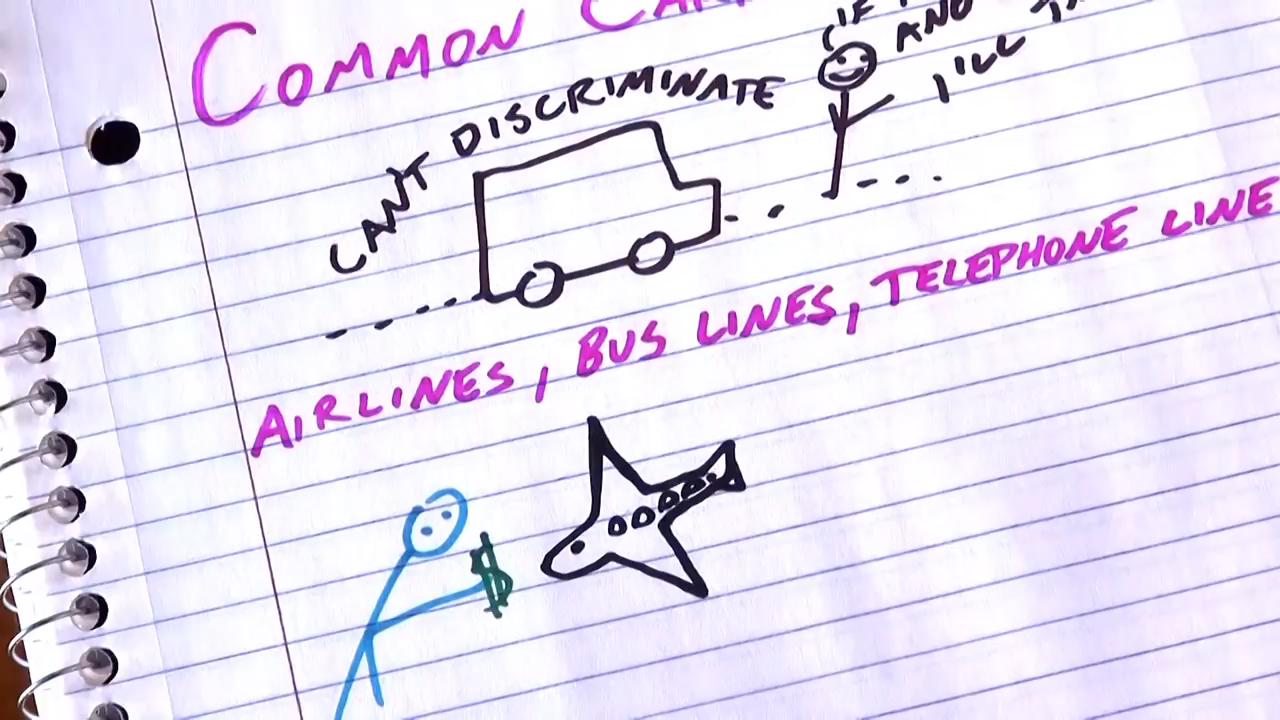 COMMON
CAN'T DISCRIMINATE
AND
I'LL
AIRLINES, BUS LINES, TELEPHONE LINE
$